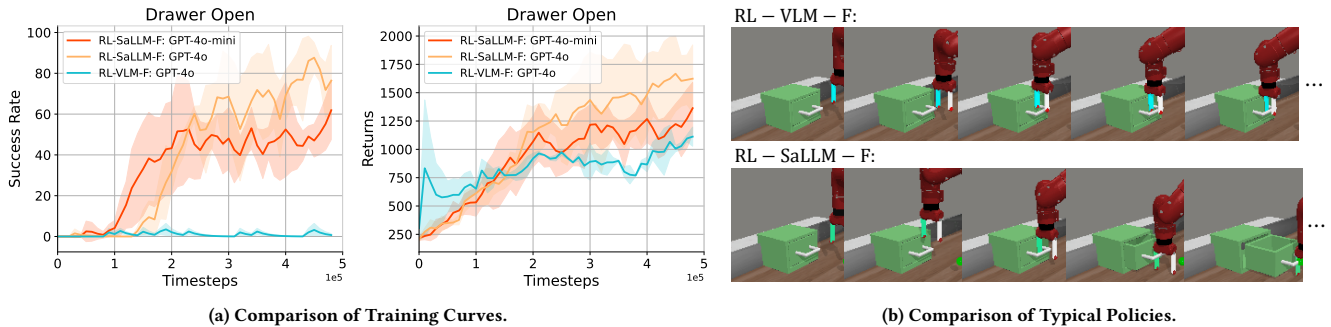 Drawer Open
100
80
60
40
20
0
Success Rate
RL-SaLLM-F: GPT-4o-mini
RL-SaLLM-F: GPT-4o
RL-VLM-F: GPT-4o
0 1 2 3 4 5
1e5
Timesteps
Drawer Open
2000
1750
1500
1250
1000
750
500
250
Returns
RL-SaLLM-F: GPT-4o-mini
RL-SaLLM-F: GPT-4o
RL-VLM-F: GPT-4o
0 1 2 3 4 5
1e5
Timesteps
(a) Comparison of Training Curves.
RL − VLM − F:
...
RL − SaLLM − F:
...
(b) Comparison of Typical Policies.